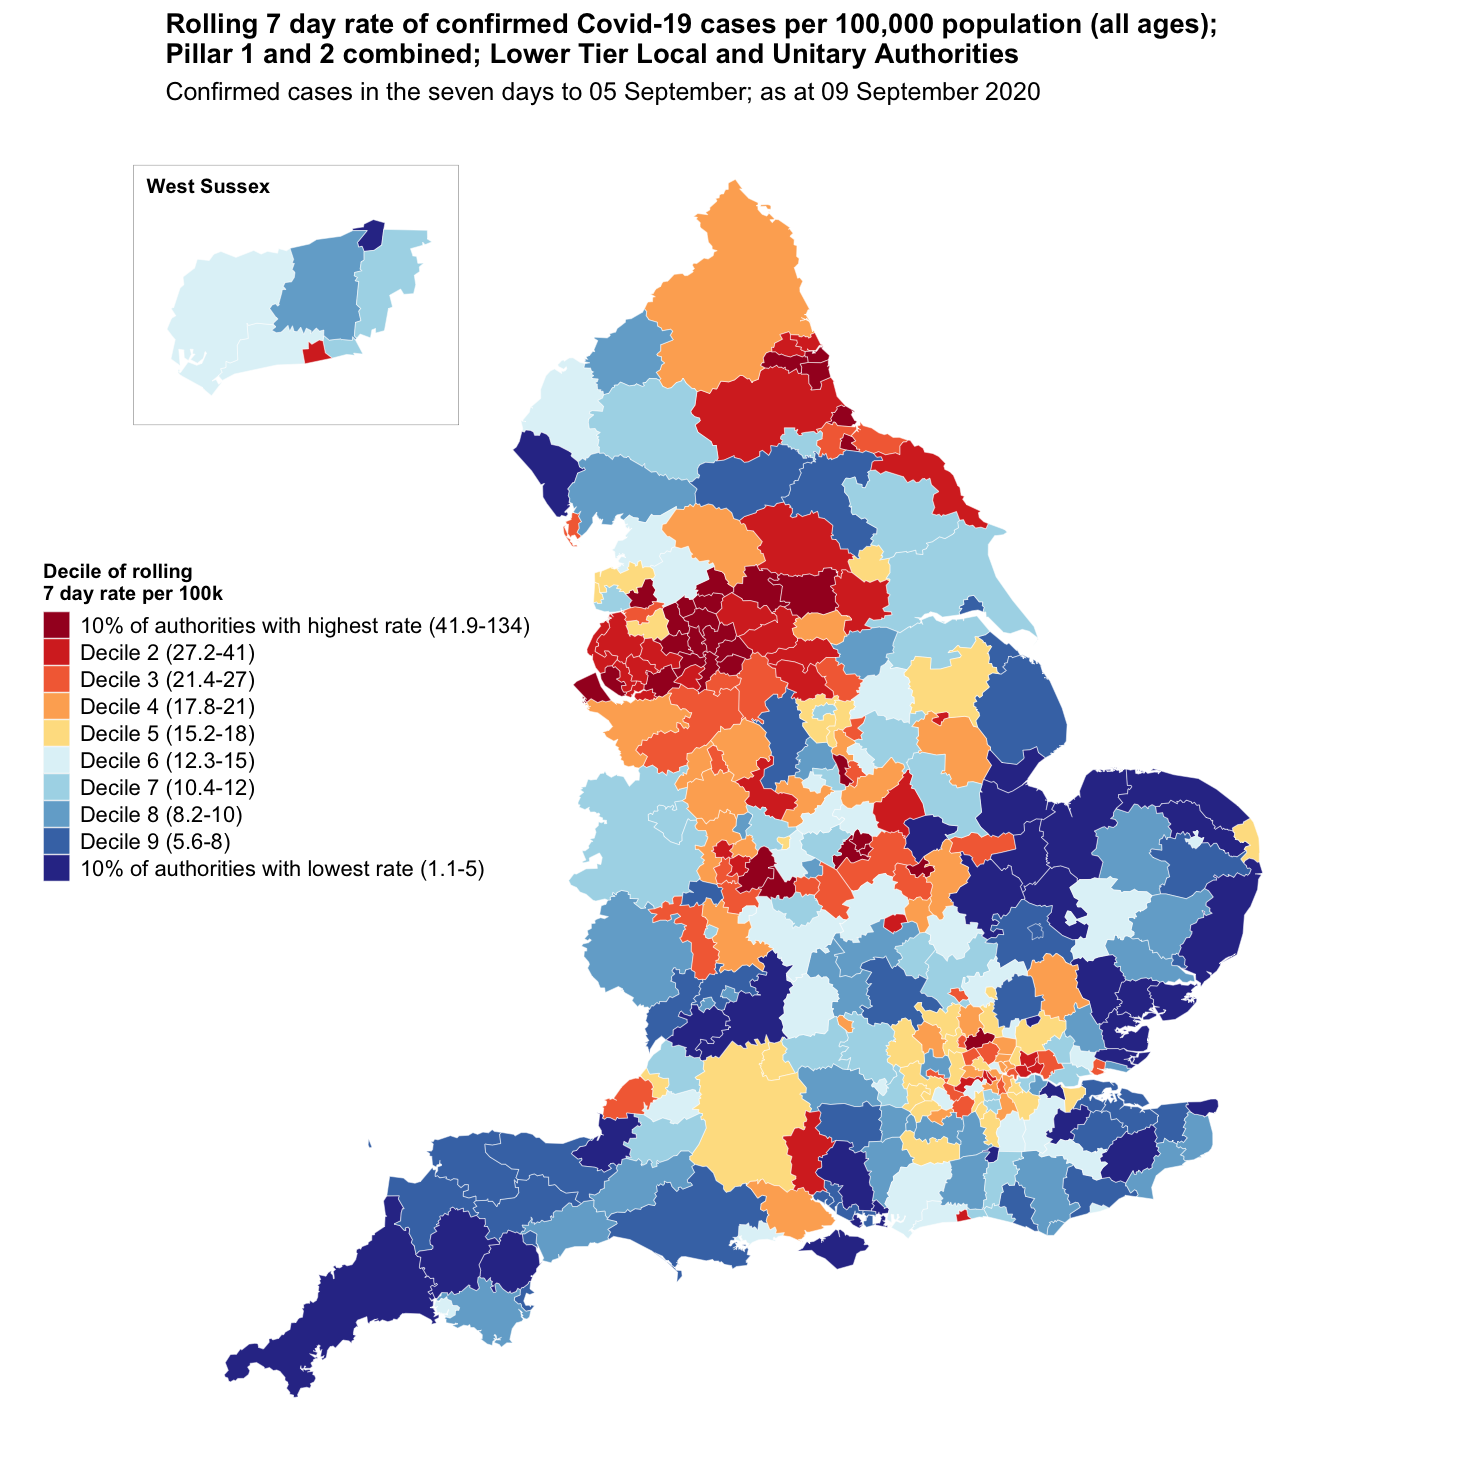 Rolling 7 day rate of confirmed Covid-19 cases per 100,000 population (all ages);
Pillar 1 and 2 combined; Lower Tier Local and Unitary Authorities
Confirmed cases in the seven days to 05 September; as at 09 September 2020
West Sussex
Decile of rolling
7 day rate per 100k
10% of authorities with highest rate (41.9-134)
Decile 2 (27.2-41)
Decile 3 (21.4-27)
Decile 4 (17.8-21)
Decile 5 (15.2-18)
Decile 6 (12.3-15)
Decile 7 (10.4-12)
Decile 8 (8.2-10)
Decile 9 (5.6-8)
10% of authorities with lowest rate (1.1-5)